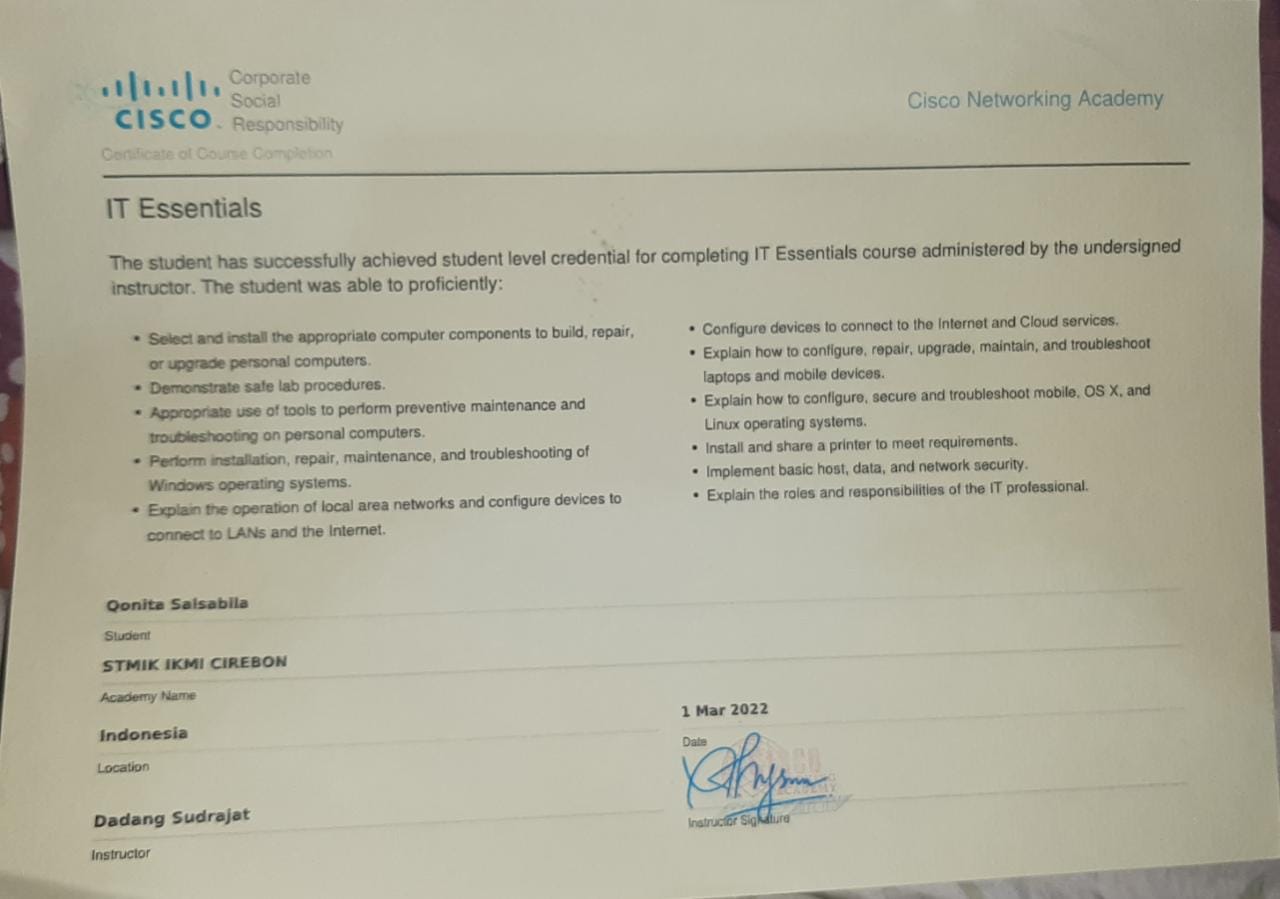 Corporate
Social
CISCO Responsibility
Cisco Networking Academy
Certificate of Course Completion
IT Essentials
The student has successfully achieved student level credential for completing IT Essentials course administered by the undersigned
instructor. The student was able to proficiently:
• Select and install the appropriate computer components to build, repair,
or upgrade personal computers.
• Demonstrate safe lab procedures.
• Appropriate use of tools to perform preventive maintenance and
troubleshooting on personal computers.
• Perform installation, repair, maintenance, and troubleshooting of
Windows operating systems.
• Explain the operation of local area networks and configure devices to
connect to LANs and the Internet.
• Configure devices to connect to the Internet and Cloud services.
• Explain how to configure, repair, upgrade, maintain, and troubleshoot
laptops and mobile devices.
• Explain how to configure, secure and troubleshoot mobile, OS X, and
Linux operating systems.
• Install and share a printer to meet requirements.
• Implement basic host, data, and network security.
• Explain the roles and responsibilities of the IT professional.
Qonita Salsabila
Student
STMIK IKMI CIREBON
Academy Name
Indonesia
Location
Dadang Sudrajat
Instructor
1 Mar 2022
Date
CISCO
ACADEMY
Instructor Signature